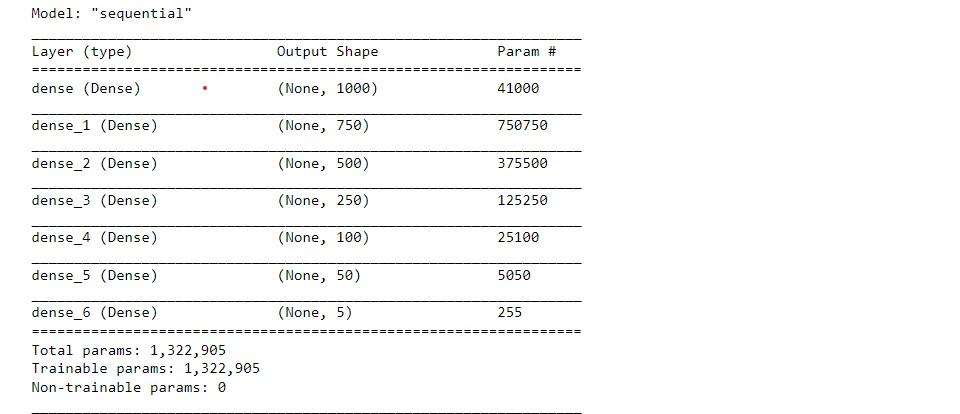 Model: "sequential"
_________________________________________________________________
Layer (type)                 Output Shape              Param #
=================================================================
dense (Dense)                (None, 1000)              41000
_________________________________________________________________
dense_1 (Dense)              (None, 750)               750750
_________________________________________________________________
dense_2 (Dense)              (None, 500)               375500
_________________________________________________________________
dense_3 (Dense)              (None, 250)               125250
_________________________________________________________________
dense_4 (Dense)              (None, 100)               25100
_________________________________________________________________
dense_5 (Dense)              (None, 50)                5050
_________________________________________________________________
dense_6 (Dense)              (None, 5)                 255
=================================================================
Total params: 1,322,905
Trainable params: 1,322,905
Non-trainable params: 0
_________________________________________________________________